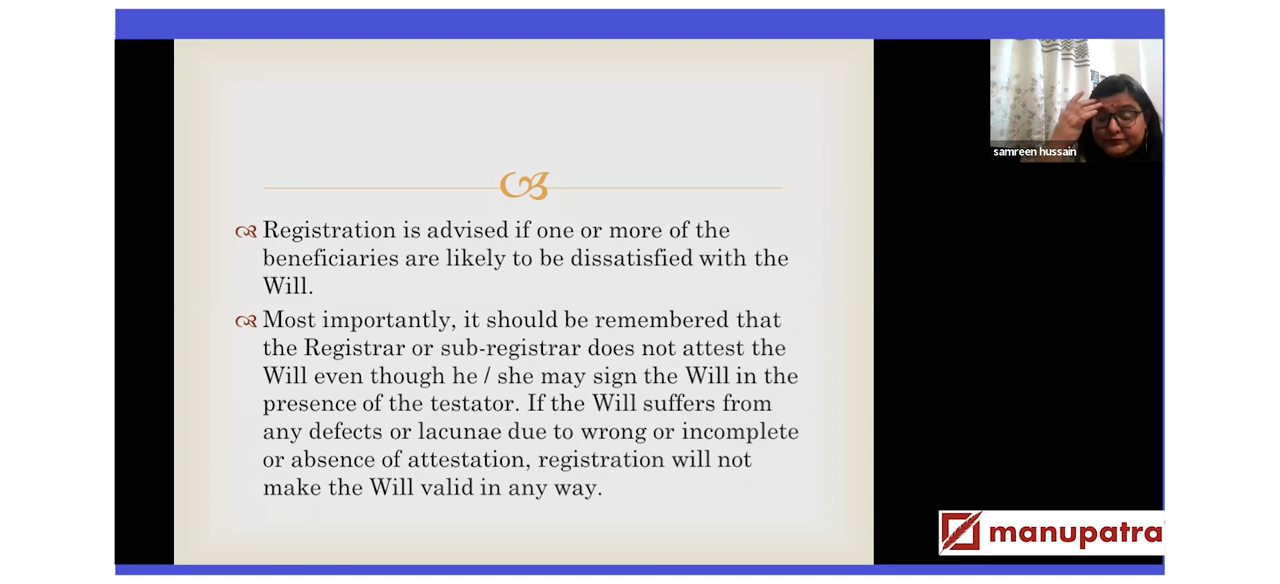 samreen hussain
Registration is advised if one or more of the
beneficiaries are likely to be dissatisfied with the
Will.
Most importantly, it should be remembered that
the Registrar or sub-registrar does not attest the
Will even though he / she may sign the Will in the
presence of the testator. If the Will suffers from
any defects or lacunae due to wrong or incomplete
or absence of attestation, registration will not
make the Will valid in any way.
manupatra